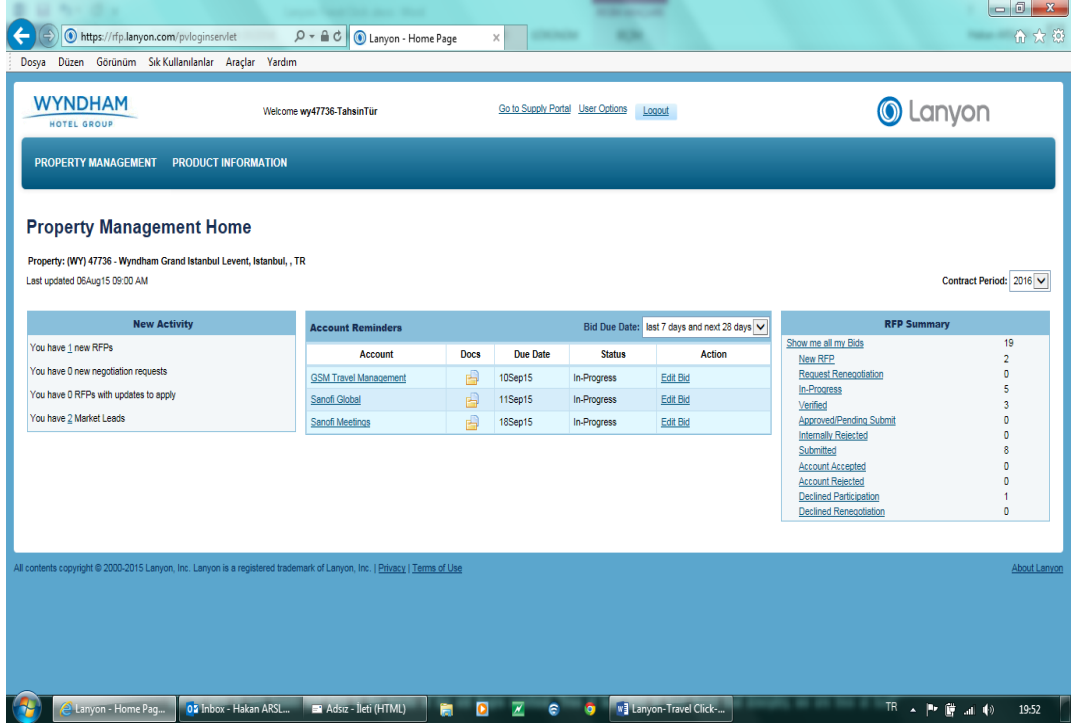 https://rfp.lanyon.com/pvloginservlet
Lanyon - Home Page
Dosya Düzen Görünüm Sık Kullanılanlar Araçlar Yardım
WYNDHAM
HOTEL GROUP
Welcome wy47736-TahsinTür
Go to Supply Portal User Options Logout
Lanyon
PROPERTY MANAGEMENT PRODUCT INFORMATION
Property Management Home
Property: (WY) 47736 - Wyndham Grand Istanbul Levent, Istanbul, , TR
Last updated 06Aug15 09:00 AM
Contract Period: 2016
New Activity
You have 1 new RFPs
You have 0 new negotiation requests
You have 0 RFPs with updates to apply
You have 2 Market Leads
Account Reminders Bid Due Date: last 7 days and next 28 days
Account Docs Due Date Status Action
GSM Travel Management 10Sep15 In-Progress Edit Bid
Sanofi Global 11Sep15 In-Progress Edit Bid
Sanofi Meetings 18Sep15 In-Progress Edit Bid
RFP Summary
Show me all my Bids 19
New RFP 2
Request Renegotiation 0
In-Progress 5
Verified 3
Approved/Pending Submit 0
Internally Rejected 0
Submitted 8
Account Accepted 0
Account Rejected 0
Declined Participation 1
Declined Renegotiation 0
All contents copyright © 2000-2015 Lanyon, Inc. Lanyon is a registered trademark of Lanyon, Inc. | Privacy | Terms of Use
About Lanyon
Lanyon - Home Pag...
Inbox - Hakan ARSL...
Adsız - İleti (HTML)
Lanyon-Travel Click-...
TR
19:52